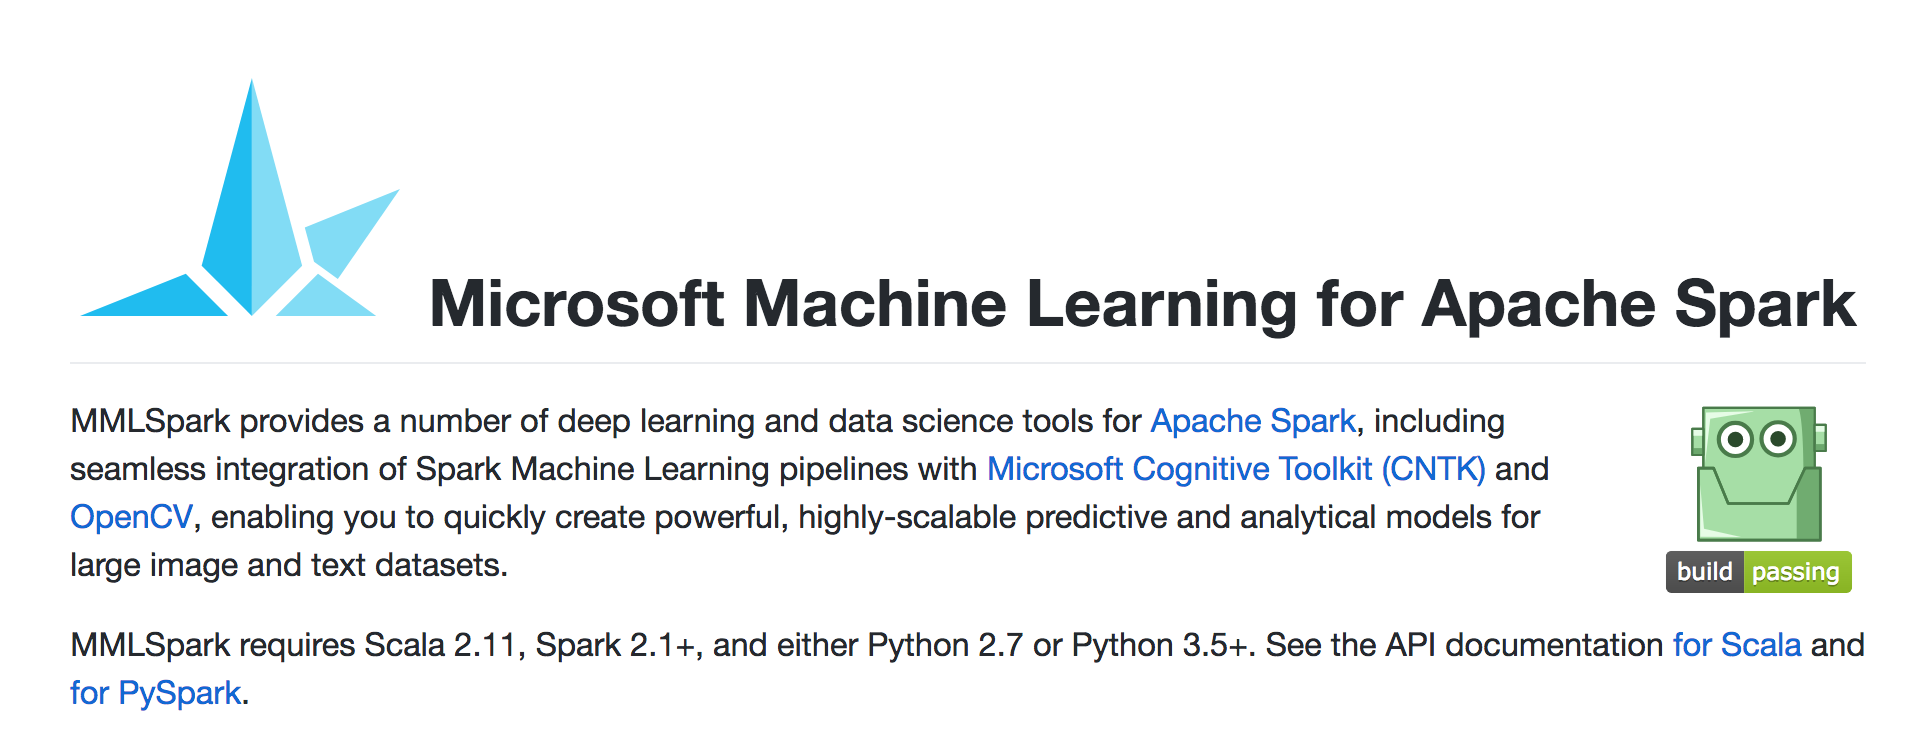 Microsoft Machine Learning for Apache Spark
MMLSpark provides a number of deep learning and data science tools for Apache Spark, including
seamless integration of Spark Machine Learning pipelines with Microsoft Cognitive Toolkit (CNTK) and
OpenCV, enabling you to quickly create powerful, highly-scalable predictive and analytical models for
large image and text datasets.
build passing
MMLSpark requires Scala 2.11, Spark 2.1+, and either Python 2.7 or Python 3.5+. See the API documentation for Scala and
for PySpark.